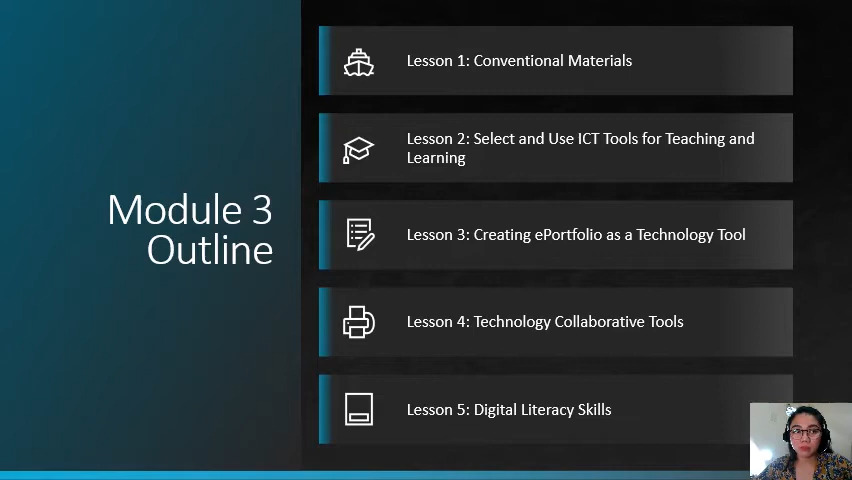 Module 3
Outline
Lesson 1: Conventional Materials
Lesson 2: Select and Use ICT Tools for Teaching and
Learning
Lesson 3: Creating ePortfolio as a Technology Tool
Lesson 4: Technology Collaborative Tools
Lesson 5: Digital Literacy Skills